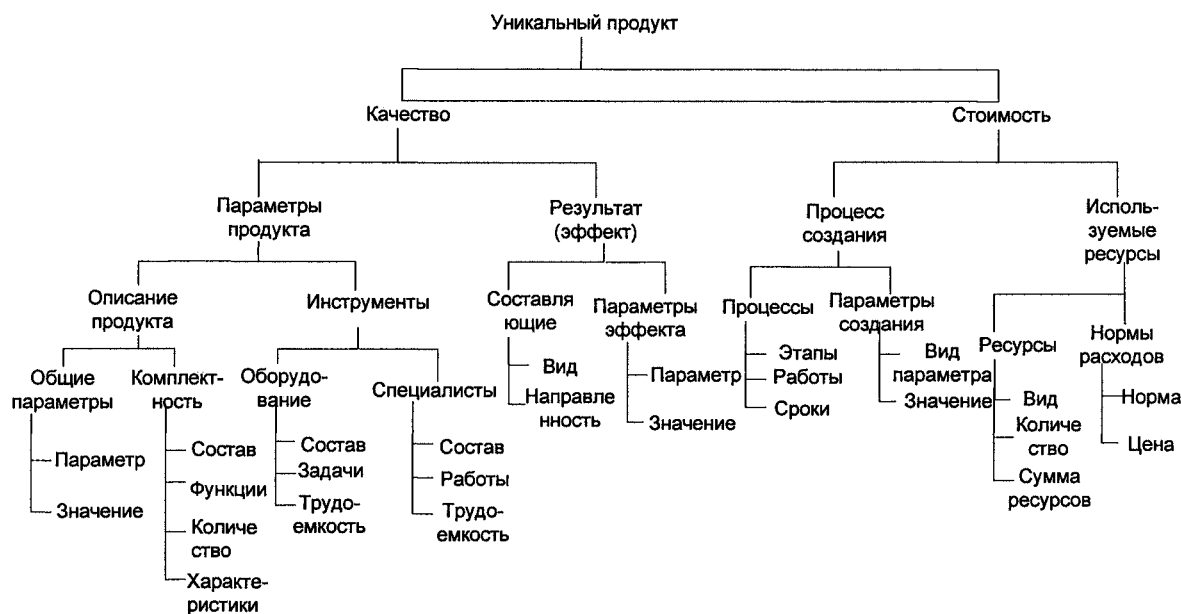 Уникальный продукт
Качество
Стоимость
Параметры
продукта
Результат
(эффект)
Процесс
создания
Исполь-
зуемые
ресурсы
Описание
продукта
Инструменты
Составля
ющие
Параметры
эффекта
Процессы
Параметры
создания
Ресурсы
Нормы
расходов
Общие
параметры
Комплект-
ность
Оборудо-
вание
Специалисты
Вид
Направле
нность
Параметр
Значение
Этапы
Работы
Сроки
Вид
параметра
Значение
Вид
Количе
ство
Сумма
ресурсов
Норма
Цена
Параметр
Значение
Состав
Функции
Количе
ство
Характе-
ристики
Состав
Задачи
Трудо-
емкость
Состав
Работы
Трудо-
емкость